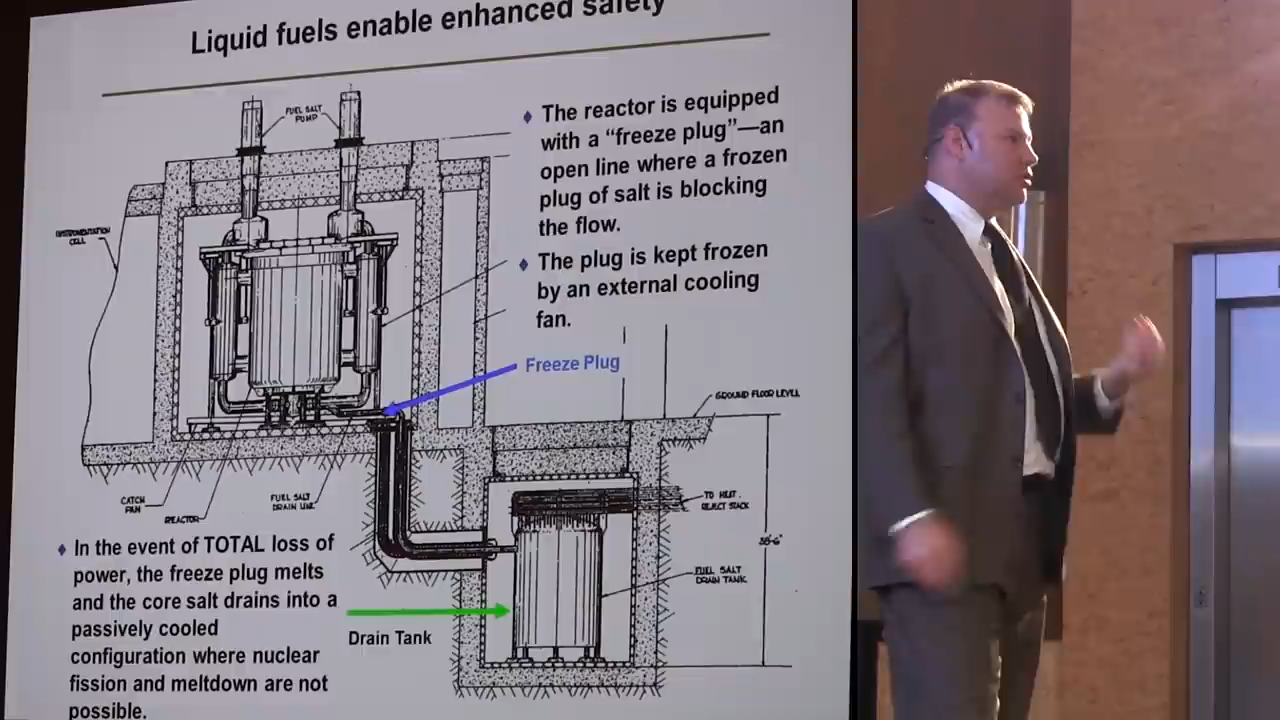 Liquid fuels enable enhanced safety
FUEL SALT
PUMP
♦ The reactor is equipped
with a “freeze plug”—an
open line where a frozen
plug of salt is blocking
the flow.
INSTRUMENTATION
CELL
♦ The plug is kept frozen
by an external cooling
fan.
Freeze Plug
GROUND FLOOR LEVEL
CATCH
PAN
REACTOR
FUEL SALT
DRAIN LINE
TO HEAT
REJECT STACK
38'-6"
FUEL SALT
DRAIN TANK
♦ In the event of TOTAL loss of
power, the freeze plug melts
and the core salt drains into a
passively cooled
configuration where nuclear
fission and meltdown are not
possible.
Drain Tank